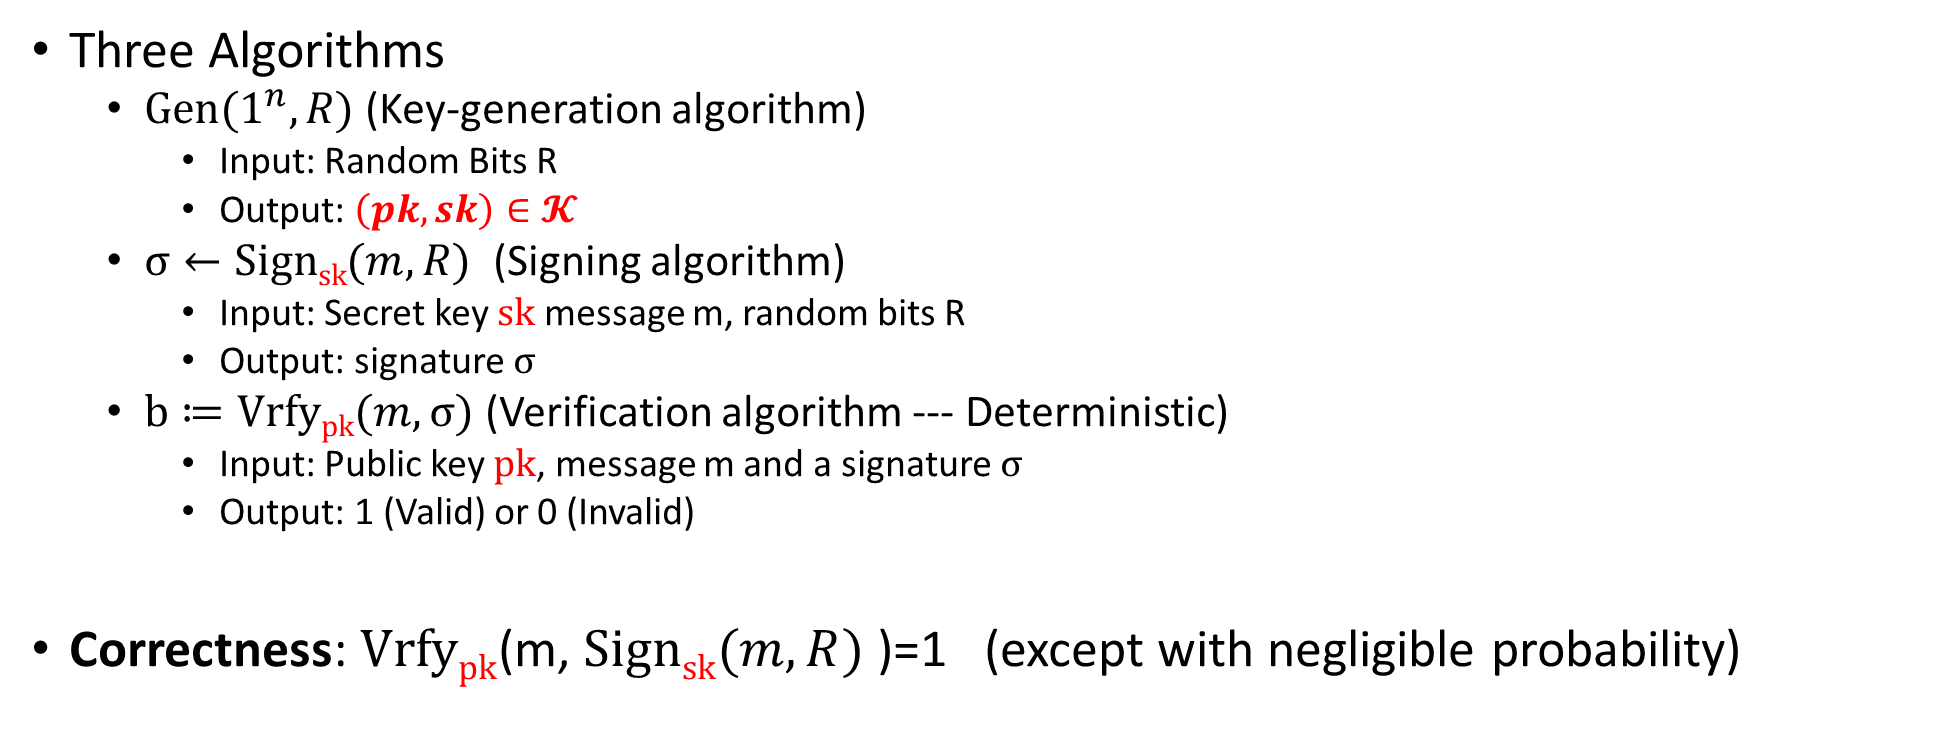 • Three Algorithms
• Gen(1ⁿ, R) (Key-generation algorithm)
• Input: Random Bits R
• Output: (pk, sk) ∈ 𝓚
• σ ← Signₛₖ(m, R) (Signing algorithm)
• Input: Secret key sk message m, random bits R
• Output: signature σ
• b ≔ Vrfy_pk(m, σ) (Verification algorithm --- Deterministic)
• Input: Public key pk, message m and a signature σ
• Output: 1 (Valid) or 0 (Invalid)
• Correctness: Vrfy_pk(m, Signₛₖ(m, R) )=1 (except with negligible probability)